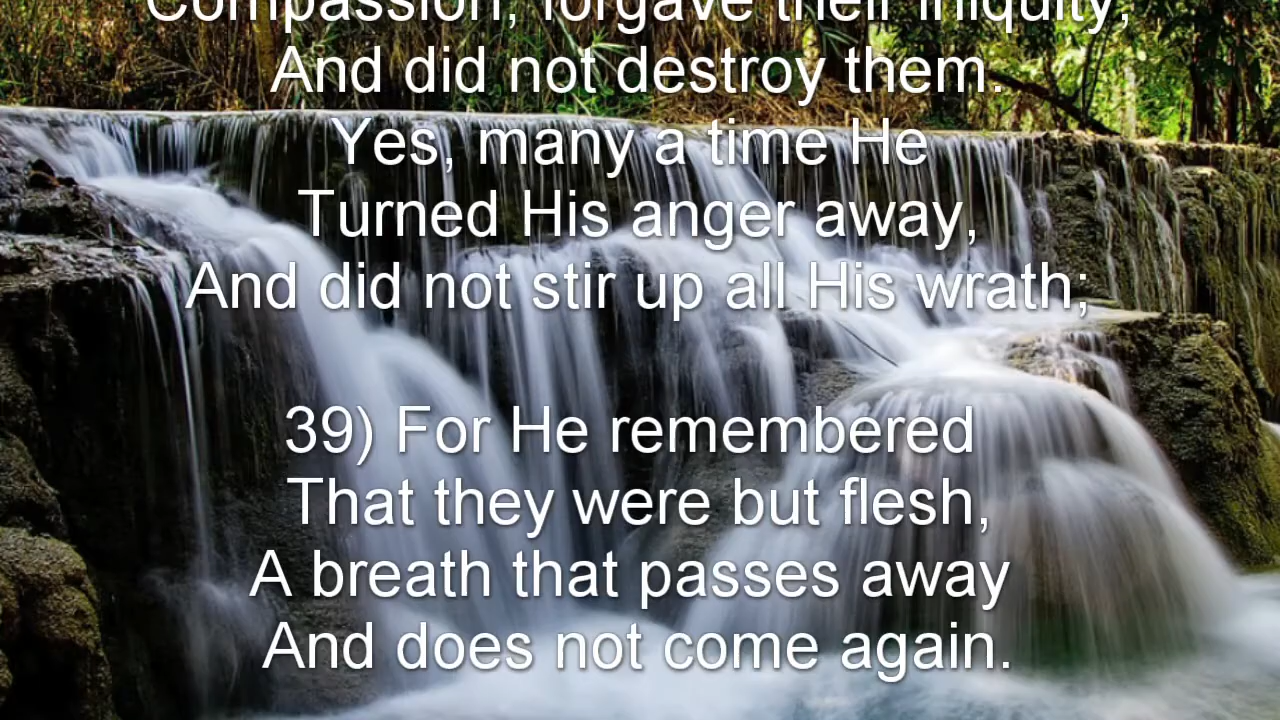 Compassion, forgave their iniquity,
And did not destroy them.
Yes, many a time He
Turned His anger away,
And did not stir up all His wrath;
39) For He remembered
That they were but flesh,
A breath that passes away
And does not come again.